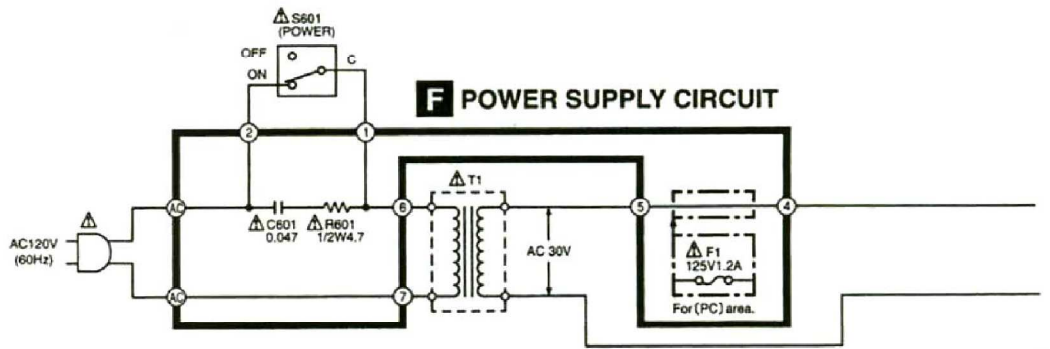 ⚠ S601
(POWER)
OFF
ON
C
F POWER SUPPLY CIRCUIT
2
1
AC
⚠ C601
0.047
⚠ R601
1/2W4.7
6
⚠ T1
5
4
⚠
AC120V
(60Hz)
AC 30V
⚠ F1
125V1.2A
AC
7
For (PC) area.